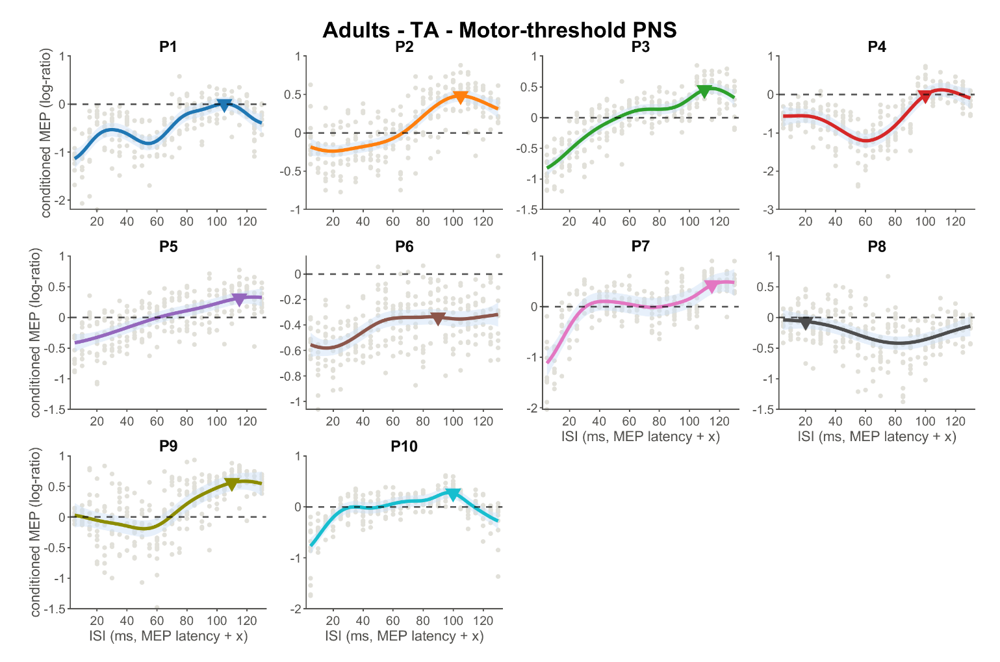 Adults - TA - Motor-threshold PNS
P1 P2 P3 P4
conditioned MEP (log-ratio)
1 0 -1 -2
20 40 60 80 100 120
1 0.5 0 -0.5 -1
20 40 60 80 100 120
1 0.5 0 -0.5 -1 -1.5
20 40 60 80 100 120
1 0 -1 -2 -3
20 40 60 80 100 120
P5 P6 P7 P8
conditioned MEP (log-ratio)
1 0.5 0 -0.5 -1 -1.5
20 40 60 80 100 120
0 -0.2 -0.4 -0.6 -0.8 -1
20 40 60 80 100 120
1 0 -1 -2
20 40 60 80 100 120
ISI (ms, MEP latency + x)
1 0.5 0 -0.5 -1 -1.5
20 40 60 80 100 120
ISI (ms, MEP latency + x)
P9 P10
conditioned MEP (log-ratio)
1 0.5 0 -0.5 -1 -1.5
20 40 60 80 100 120
ISI (ms, MEP latency + x)
1 0 -1 -2
20 40 60 80 100 120
ISI (ms, MEP latency + x)